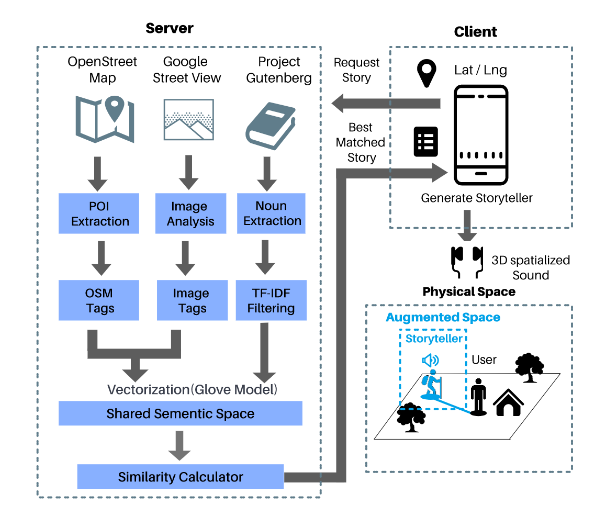 Server
Client
OpenStreet
Map
Google
Street View
Project
Gutenberg
Request
Story
Lat / Lng
Best
Matched
Story
Generate Storyteller
POI
Extraction
Image
Analysis
Noun
Extraction
3D spatialized
Sound
OSM
Tags
Image
Tags
TF-IDF
Filtering
Physical Space
Augmented Space
Storyteller
User
Vectorization(Glove Model)
Shared Sementic Space
Similarity Calculator